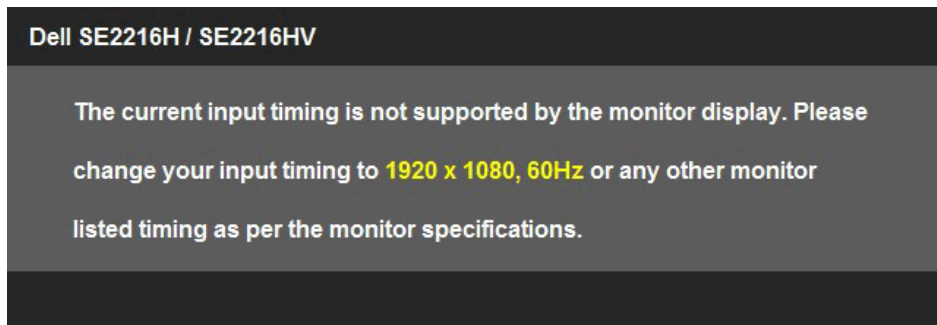 Dell SE2216H / SE2216HV
The current input timing is not supported by the monitor display. Please
change your input timing to 1920 x 1080, 60Hz or any other monitor
listed timing as per the monitor specifications.